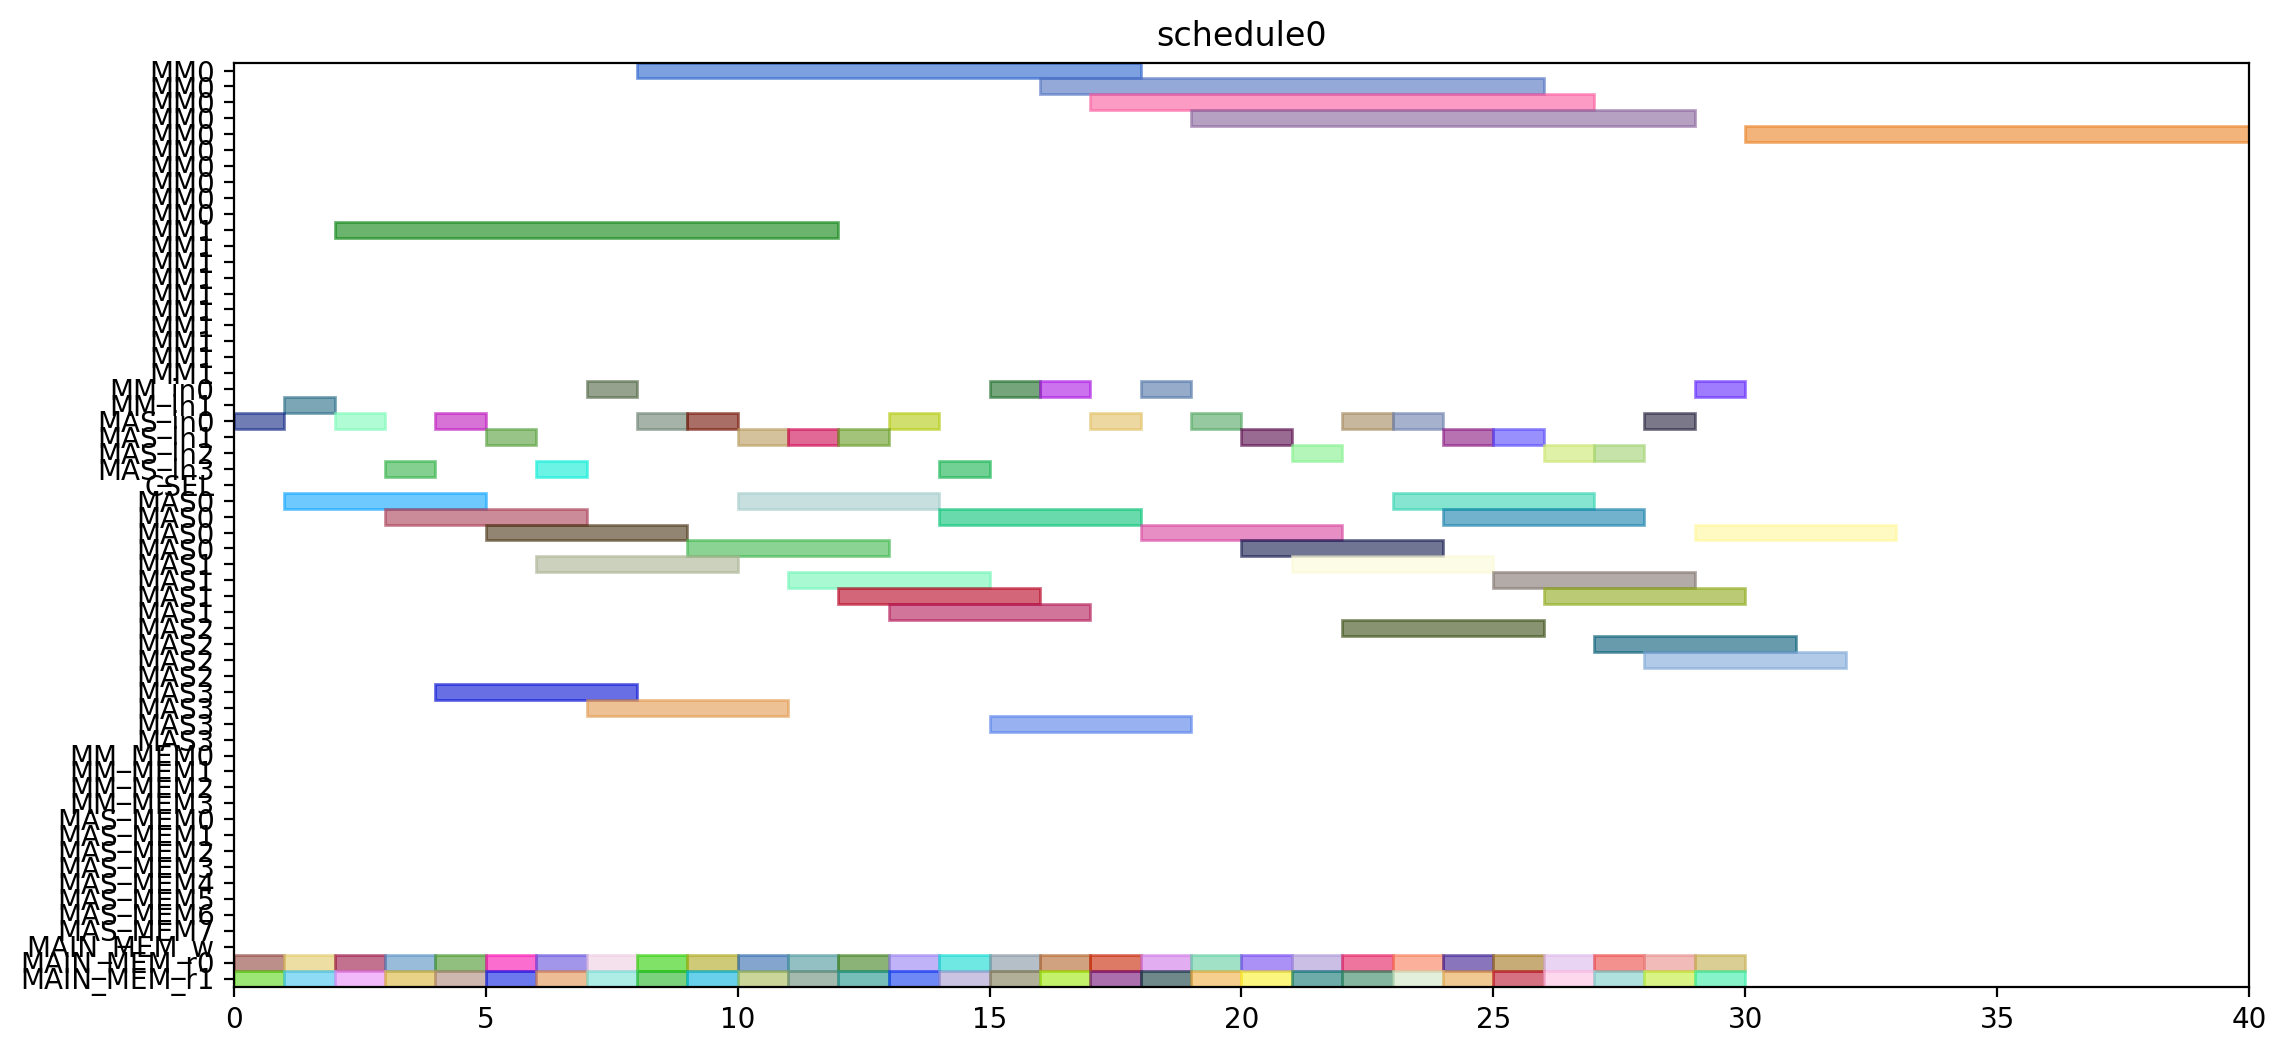 schedule0
MM0
MM0
MM0
MM0
MM0
MM0
MM0
MM0
MM0
MM0
MM1
MM1
MM1
MM1
MM1
MM1
MM1
MM1
MM1
MM1
MM_in0
MM_in1
MAS_in0
MAS_in1
MAS_in2
MAS_in3
CSEL
MAS0
MAS0
MAS0
MAS0
MAS1
MAS1
MAS1
MAS1
MAS2
MAS2
MAS2
MAS2
MAS3
MAS3
MAS3
MAS3
MM_MEM0
MM_MEM1
MM_MEM2
MM_MEM3
MAS_MEM0
MAS_MEM1
MAS_MEM2
MAS_MEM3
MAS_MEM4
MAS_MEM5
MAS_MEM6
MAS_MEM7
MAIN_MEM_w
MAIN_MEM_r0
MAIN_MEM_r1
0 5 10 15 20 25 30 35 40